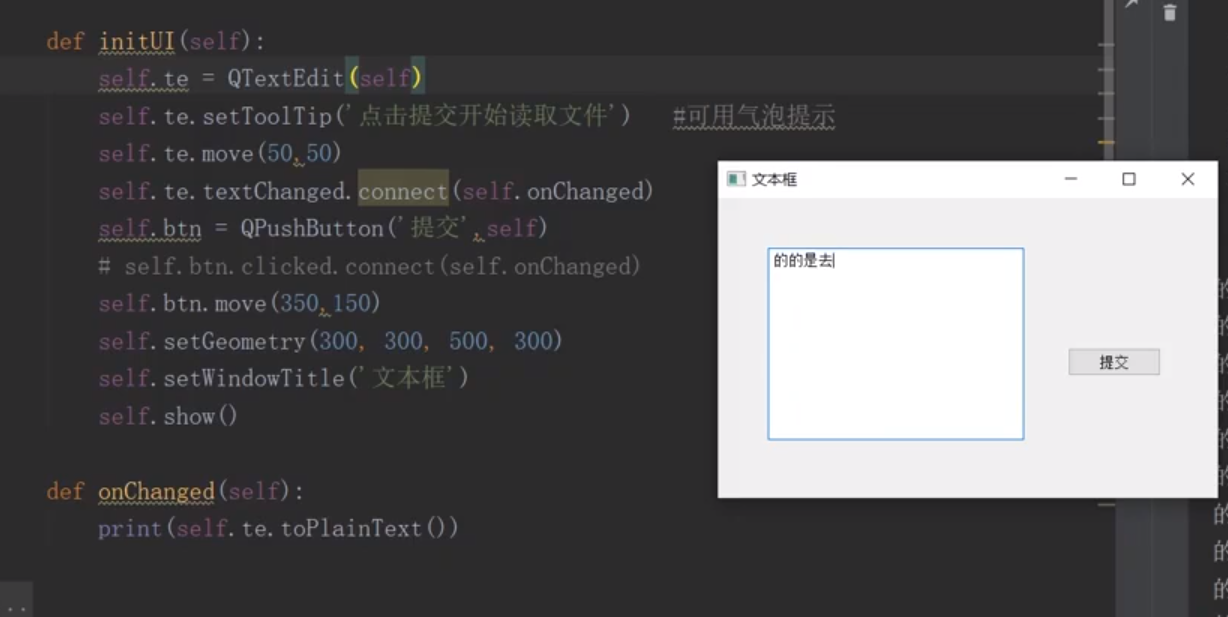 def initUI(self):
self.te = QTextEdit(self)
self.te.setToolTip('点击提交开始读取文件')   #可用气泡提示
self.te.move(50,50)
self.te.textChanged.connect(self.onChanged)
self.btn = QPushButton('提交',self)
# self.btn.clicked.connect(self.onChanged)
self.btn.move(350,150)
self.setGeometry(300, 300, 500, 300)
self.setWindowTitle('文本框')
self.show()
def onChanged(self):
print(self.te.toPlainText())
..
文本框
的的是去
提交